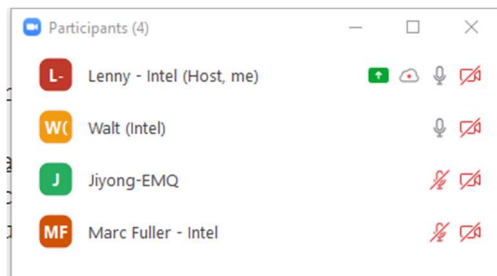 Participants (4)
L- Lenny - Intel (Host, me)
W( Walt (Intel)
J Jiyong-EMQ
MF Marc Fuller - Intel